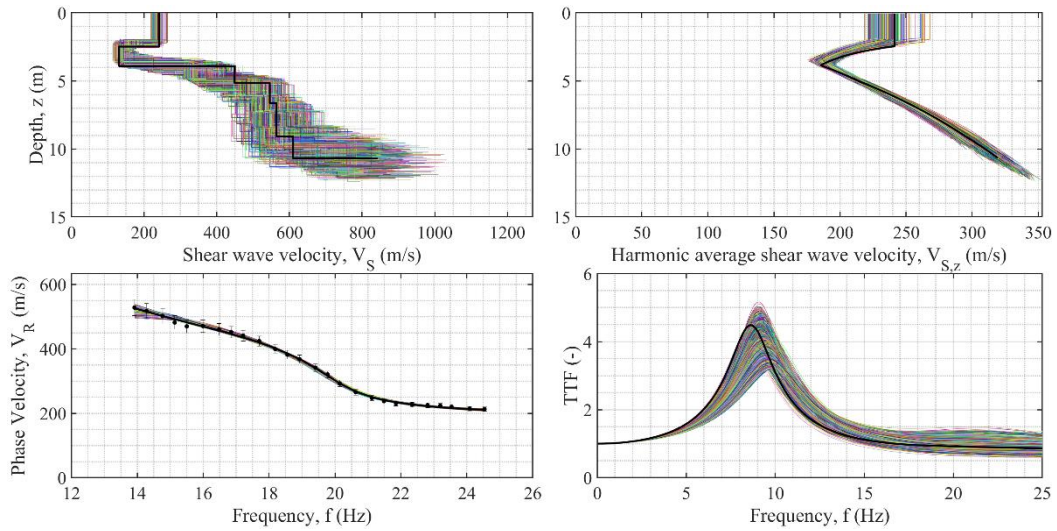 0
5
10
15
Depth, z (m)
0 200 400 600 800 1000 1200
Shear wave velocity, V_S (m/s)
0
5
10
15
0 50 100 150 200 250 300 350
Harmonic average shear wave velocity, V_S,z (m/s)
600
400
200
0
Phase Velocity, V_R (m/s)
12 14 16 18 20 22 24 26
Frequency, f (Hz)
6
4
2
0
TTF (-)
0 5 10 15 20 25
Frequency, f (Hz)